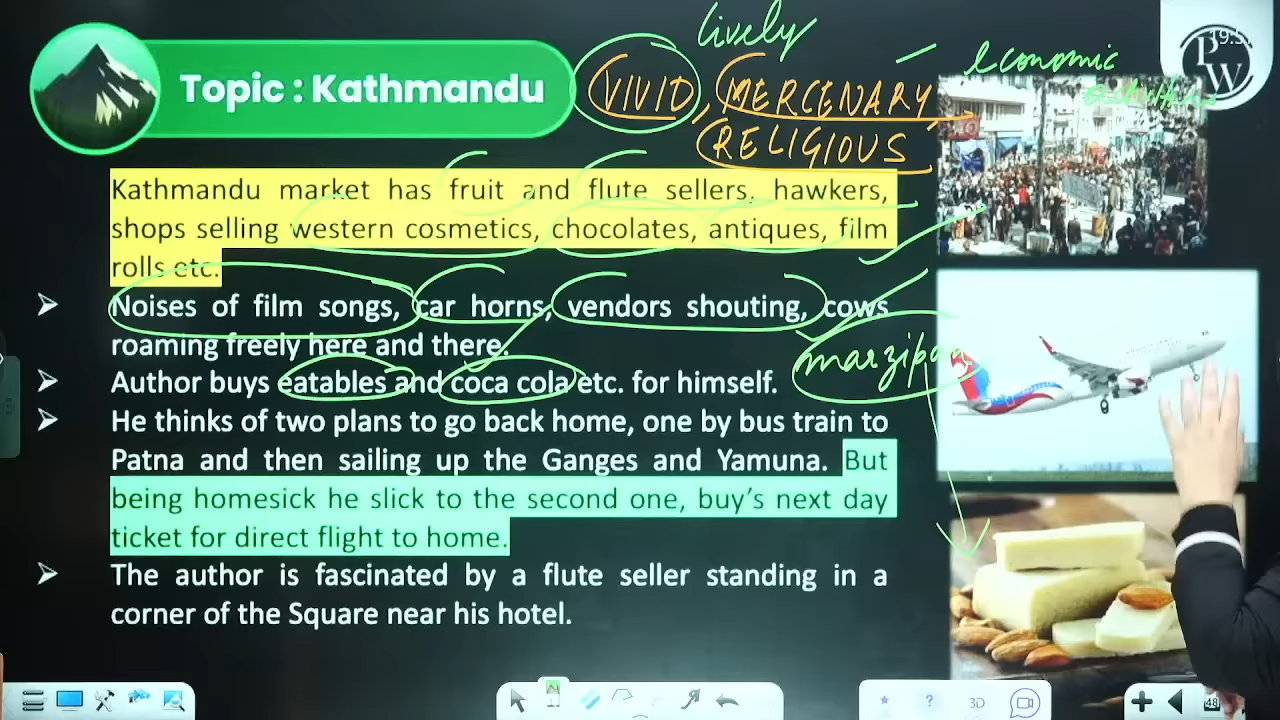 lively
Topic : Kathmandu
VIVID, MERCENARY,
economic
RELIGIOUS
PW
Kathmandu market has fruit and flute sellers, hawkers,
shops selling western cosmetics, chocolates, antiques, film
rolls etc.
Noises of film songs, car horns, vendors shouting, cows
roaming freely here and there.
marzipan
Author buys eatables and coca cola etc. for himself.
He thinks of two plans to go back home, one by bus train to
Patna and then sailing up the Ganges and Yamuna. But
being homesick he slick to the second one, buy's next day
ticket for direct flight to home.
The author is fascinated by a flute seller standing in a
corner of the Square near his hotel.
3D
48